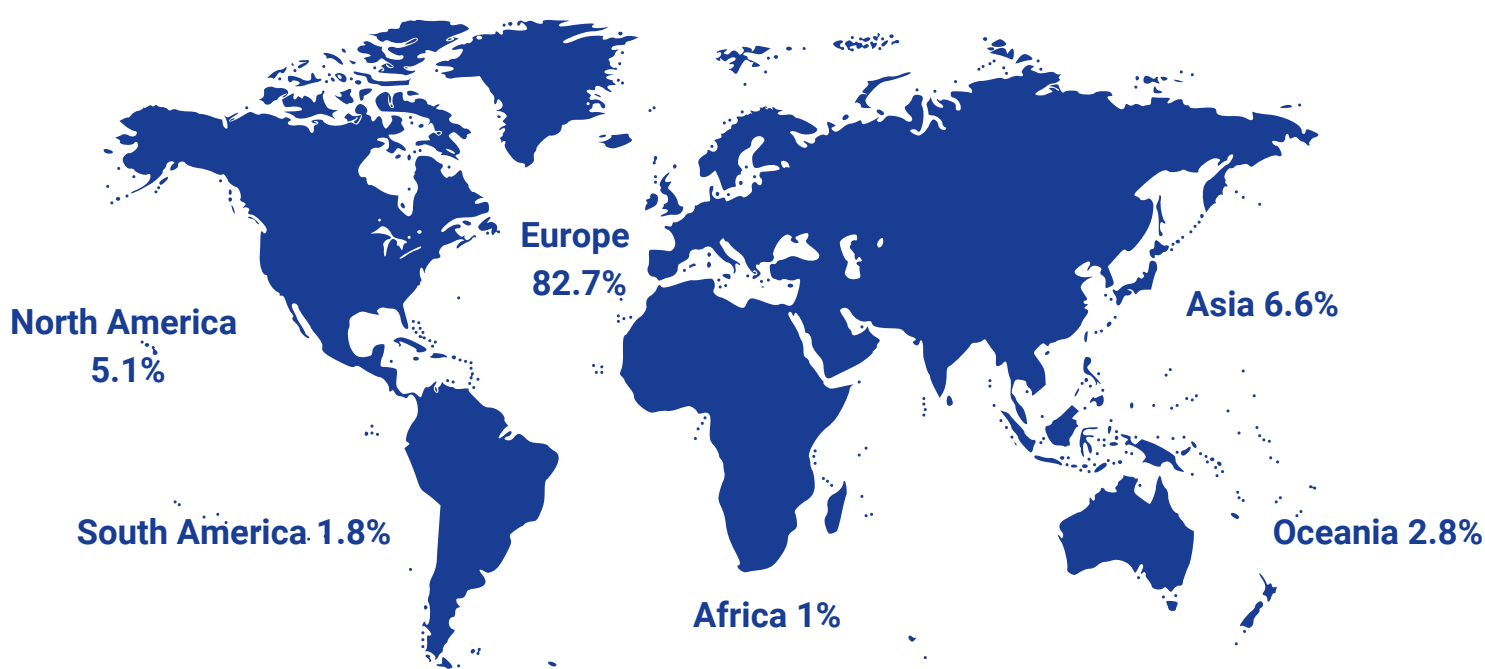 Europe
82.7%
Asia 6.6%
North America
5.1%
South America 1.8%
Oceania 2.8%
Africa 1%